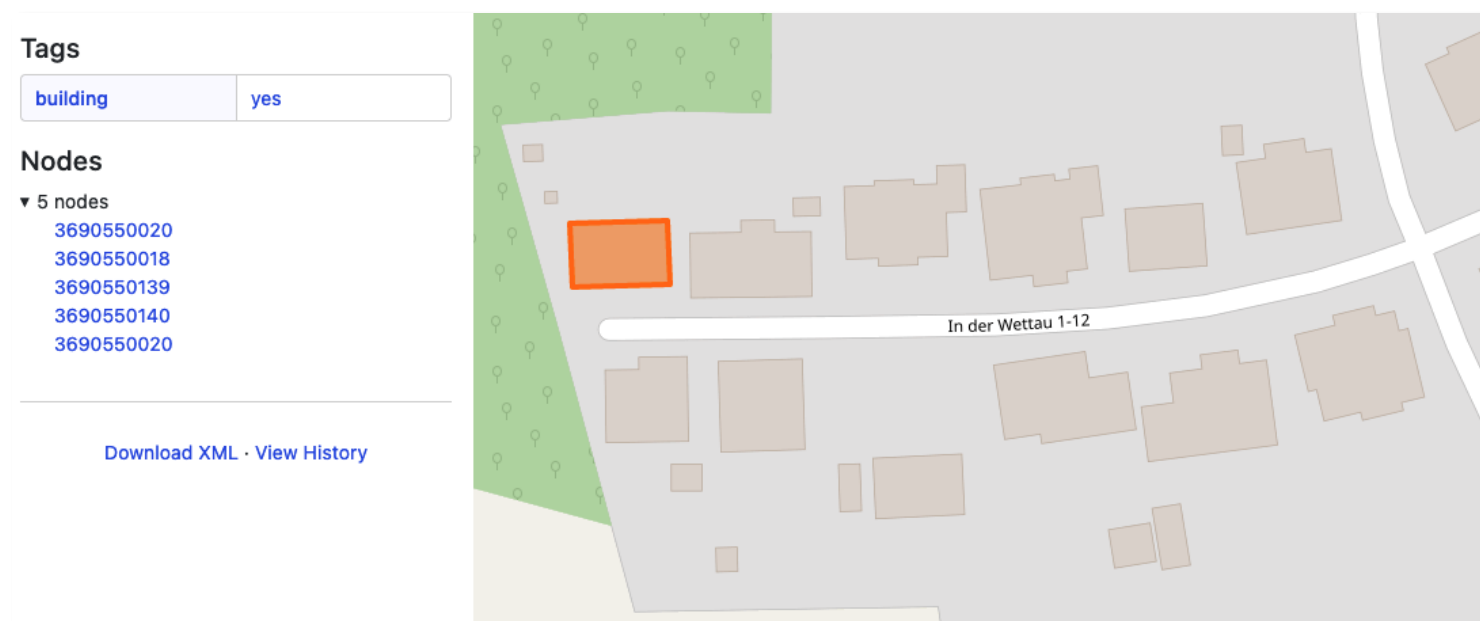 Tags
building yes
Nodes
▾ 5 nodes
3690550020
3690550018
3690550139
3690550140
3690550020
Download XML · View History
In der Wettau 1-12